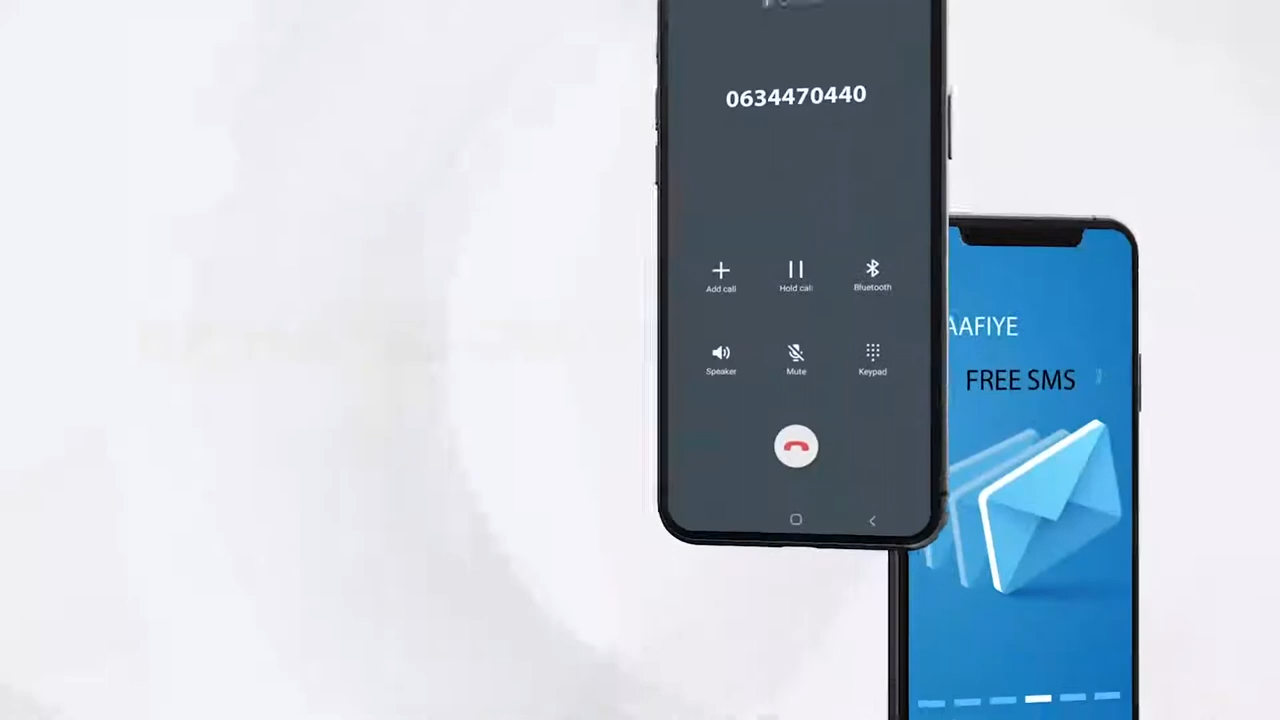 0634470440
Add call
Hold call
Bluetooth
Speaker
Mute
Keypad
AAFIYE
FREE SMS